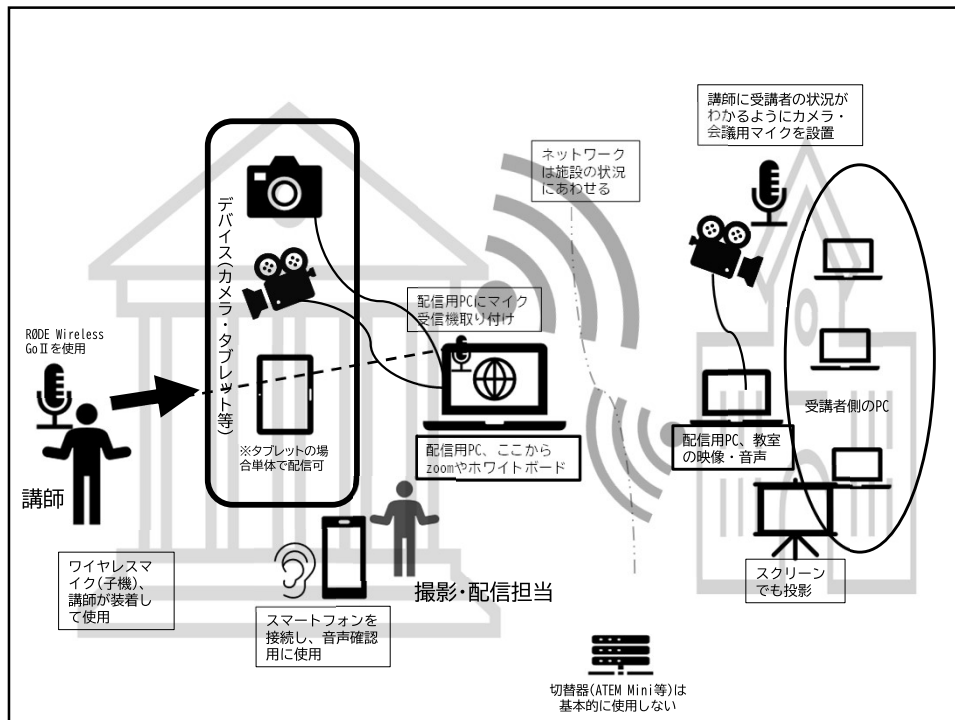 講師に受講者の状況が
わかるようにカメラ・
会議用マイクを設置
ネットワーク
は施設の状況
にあわせる
デバイス(カメラ・タブレット等)
配信用PCにマイク
受信機取り付け
RØDE Wireless
GoⅡを使用
受講者側のPC
※タブレットの場
合単体で配信可
配信用PC、ここから
zoomやホワイトボード
配信用PC、教室
の映像・音声
講師
ワイヤレスマ
イク(子機)、
講師が装着し
て使用
撮影・配信担当
スマートフォンを
接続し、音声確認
用に使用
スクリーン
でも投影
切替器(ATEM Mini等)は
基本的に使用しない